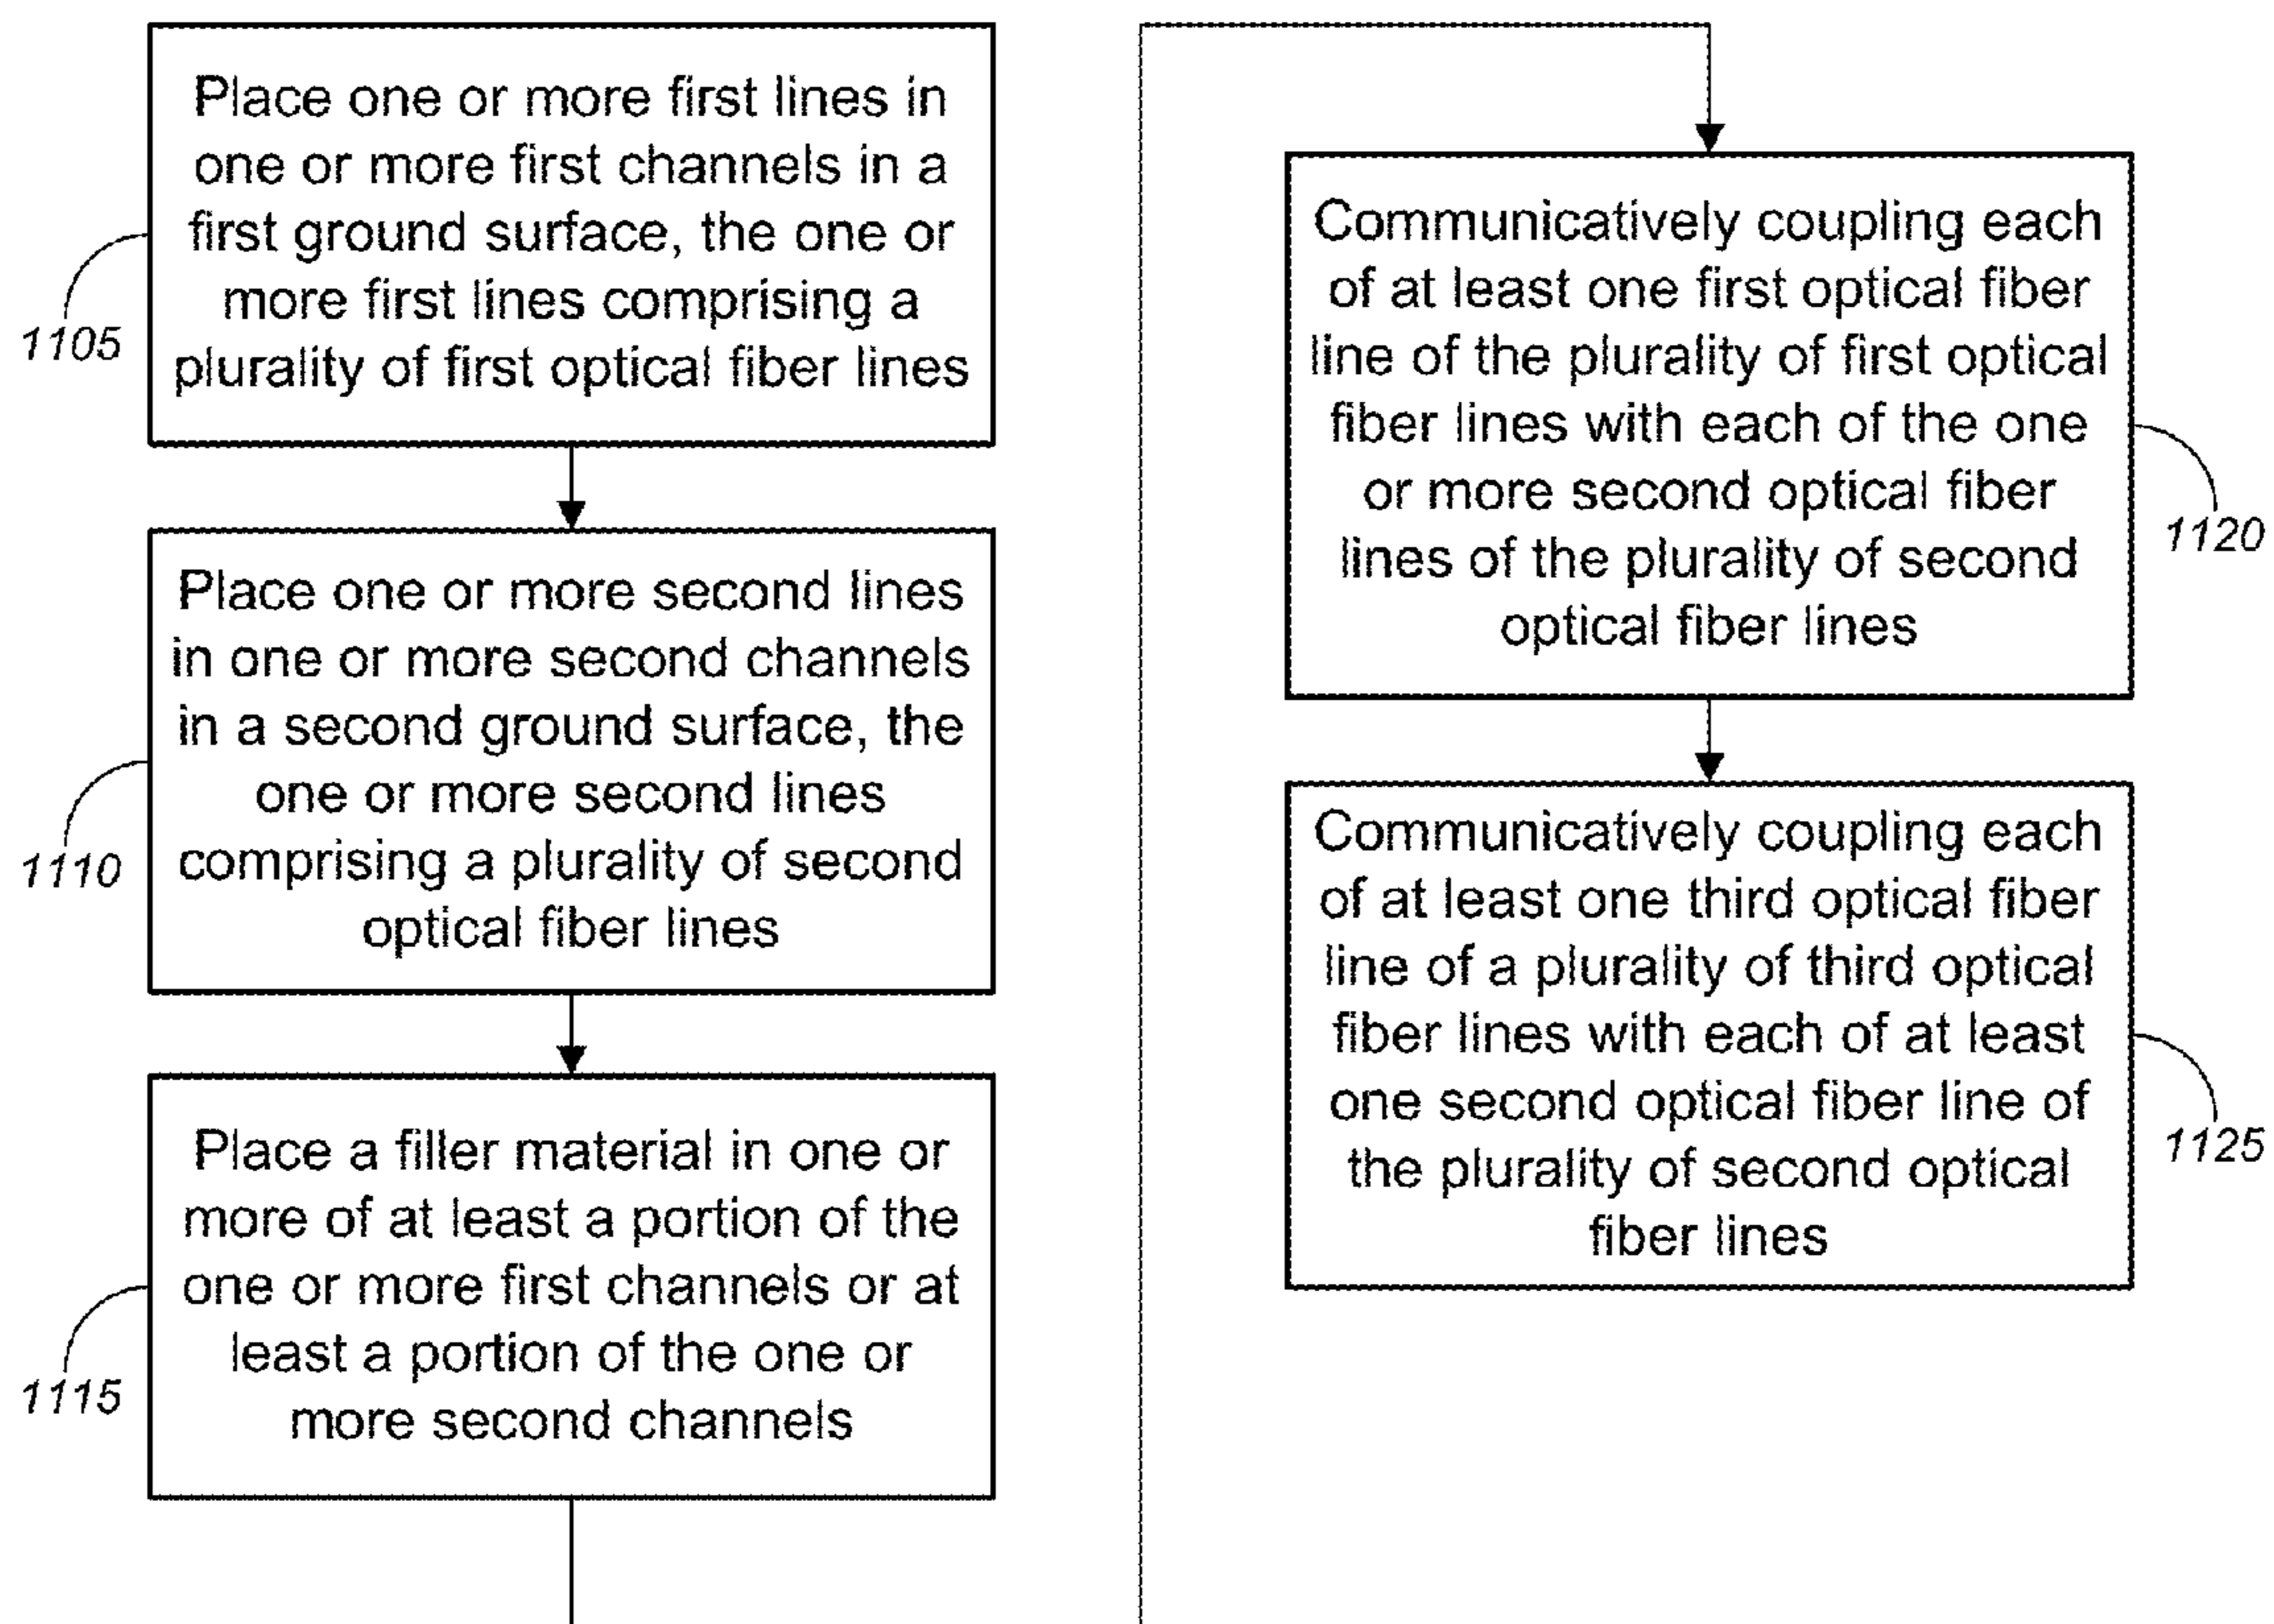 Place one or more first lines in
one or more first channels in a
first ground surface, the one or
more first lines comprising a
plurality of first optical fiber lines
1105
Place one or more second lines
in one or more second channels
in a second ground surface, the
one or more second lines
comprising a plurality of second
optical fiber lines
1110
Place a filler material in one or
more of at least a portion of the
one or more first channels or at
least a portion of the one or
more second channels
1115
Communicatively coupling each
of at least one first optical fiber
line of the plurality of first optical
fiber lines with each of the one
or more second optical fiber
lines of the plurality of second
optical fiber lines
1120
Communicatively coupling each
of at least one third optical fiber
line of a plurality of third optical
fiber lines with each of at least
one second optical fiber line of
the plurality of second optical
fiber lines
1125